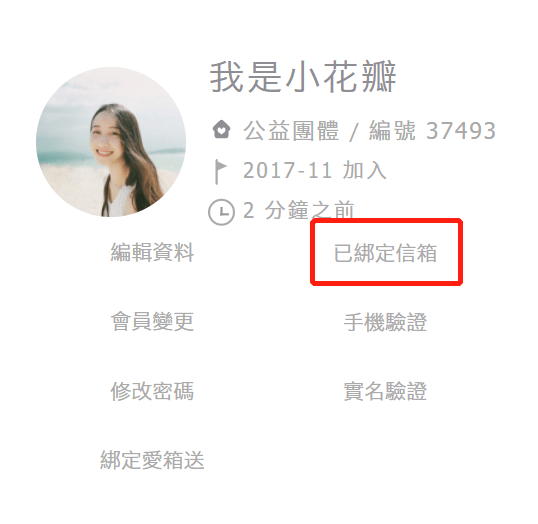 我是小花瓣
公益團體 / 編號 37493
2017-11 加入
2 分鐘之前
編輯資料 已綁定信箱
會員變更 手機驗證
修改密碼 實名驗證
綁定愛箱送